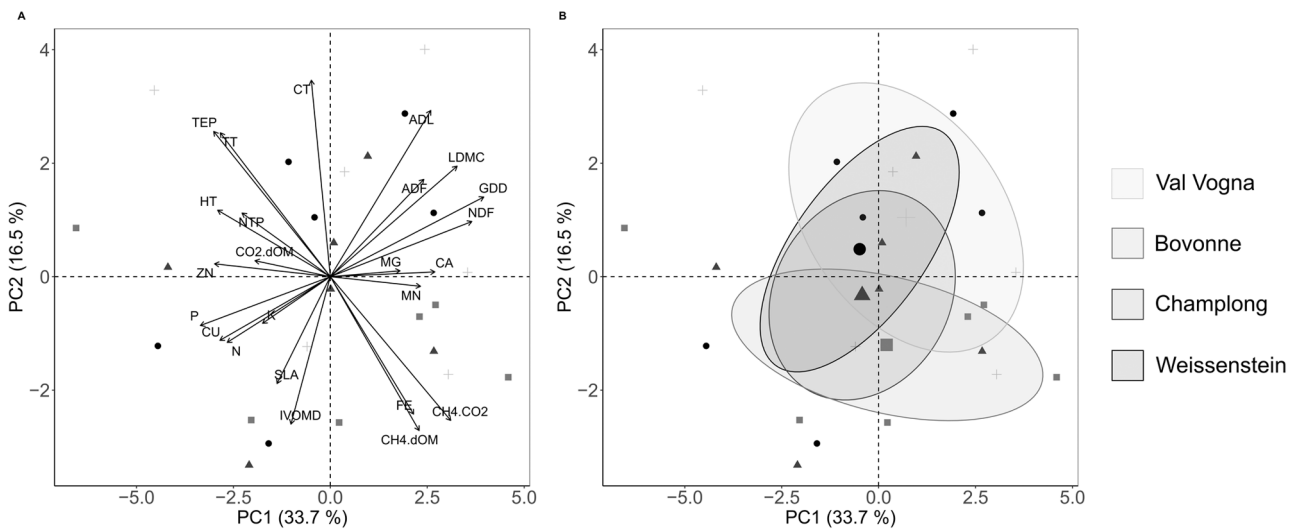 A
B
4
2
0
−2
PC2 (16.5 %)
CT
ADL
TEP
TT
LDMC
ADF
GDD
HT
NTP
NDF
CO2.dOM
ZN
MG
CA
MN
P
K
CU
N
SLA
IVOMD
FE
CH4.CO2
CH4.dOM
−5.0
−2.5
0.0
2.5
5.0
PC1 (33.7 %)
4
2
0
−2
PC2 (16.5 %)
−5.0
−2.5
0.0
2.5
5.0
PC1 (33.7 %)
Val Vogna
Bovonne
Champlong
Weissenstein